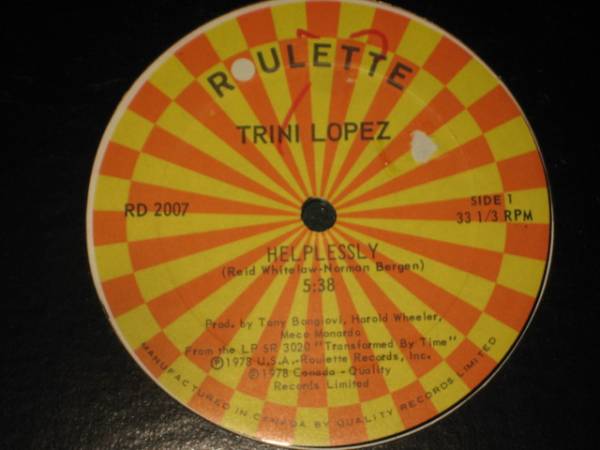 ROULETTE
TRINI LOPEZ
RD 2007
SIDE 1
33 1/3 RPM
HELPLESSLY
(Reid Whitelaw-Norman Bergen)
5:38
Prod. by Tony Bongiovi, Harold Wheeler,
Meco Monardo
From the LP SR 3020 "Transformed By Time"
Ⓟ1978 U.S.A.-Roulette Records, Inc.
Ⓟ1978 Canada - Quality
Records Limited
MANUFACTURED IN CANADA BY QUALITY RECORDS LIMITED